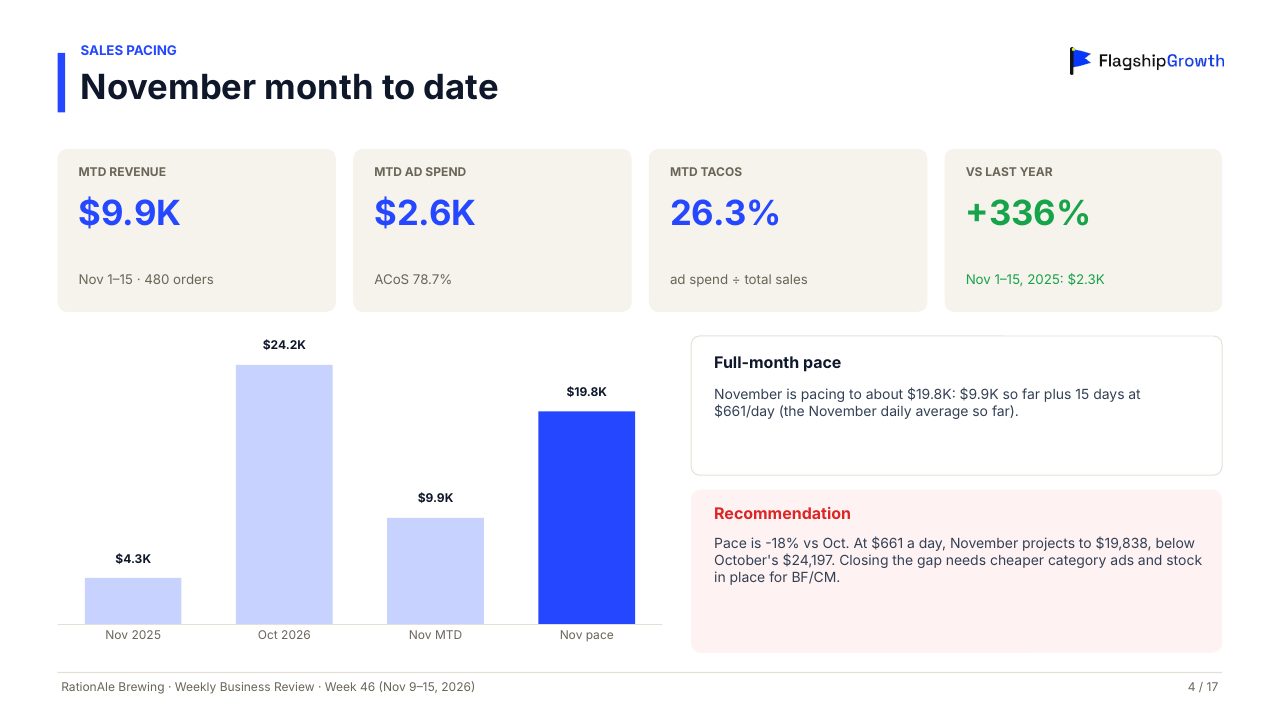 SALES PACING
November month to date
FlagshipGrowth
MTD REVENUE
$9.9K
Nov 1–15 · 480 orders
MTD AD SPEND
$2.6K
ACoS 78.7%
MTD TACOS
26.3%
ad spend ÷ total sales
VS LAST YEAR
+336%
Nov 1–15, 2025: $2.3K
$4.3K
$24.2K
$9.9K
$19.8K
Nov 2025
Oct 2026
Nov MTD
Nov pace
Full-month pace
November is pacing to about $19.8K: $9.9K so far plus 15 days at
$661/day (the November daily average so far).
Recommendation
Pace is -18% vs Oct. At $661 a day, November projects to $19,838, below
October's $24,197. Closing the gap needs cheaper category ads and stock
in place for BF/CM.
RationAle Brewing · Weekly Business Review · Week 46 (Nov 9–15, 2026)
4 / 17